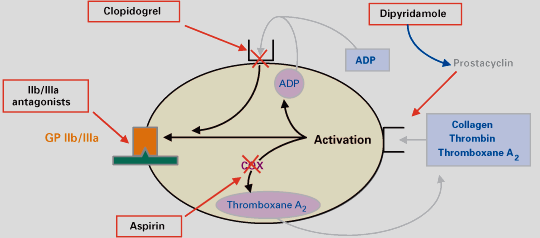 Clopidogrel
Dipyridamole
ADP
Prostacyclin
ADP
IIb/IIIa
antagonists
GP IIb/IIIa
Activation
Collagen
Thrombin
Thromboxane A2
COX
Thromboxane A2
Aspirin